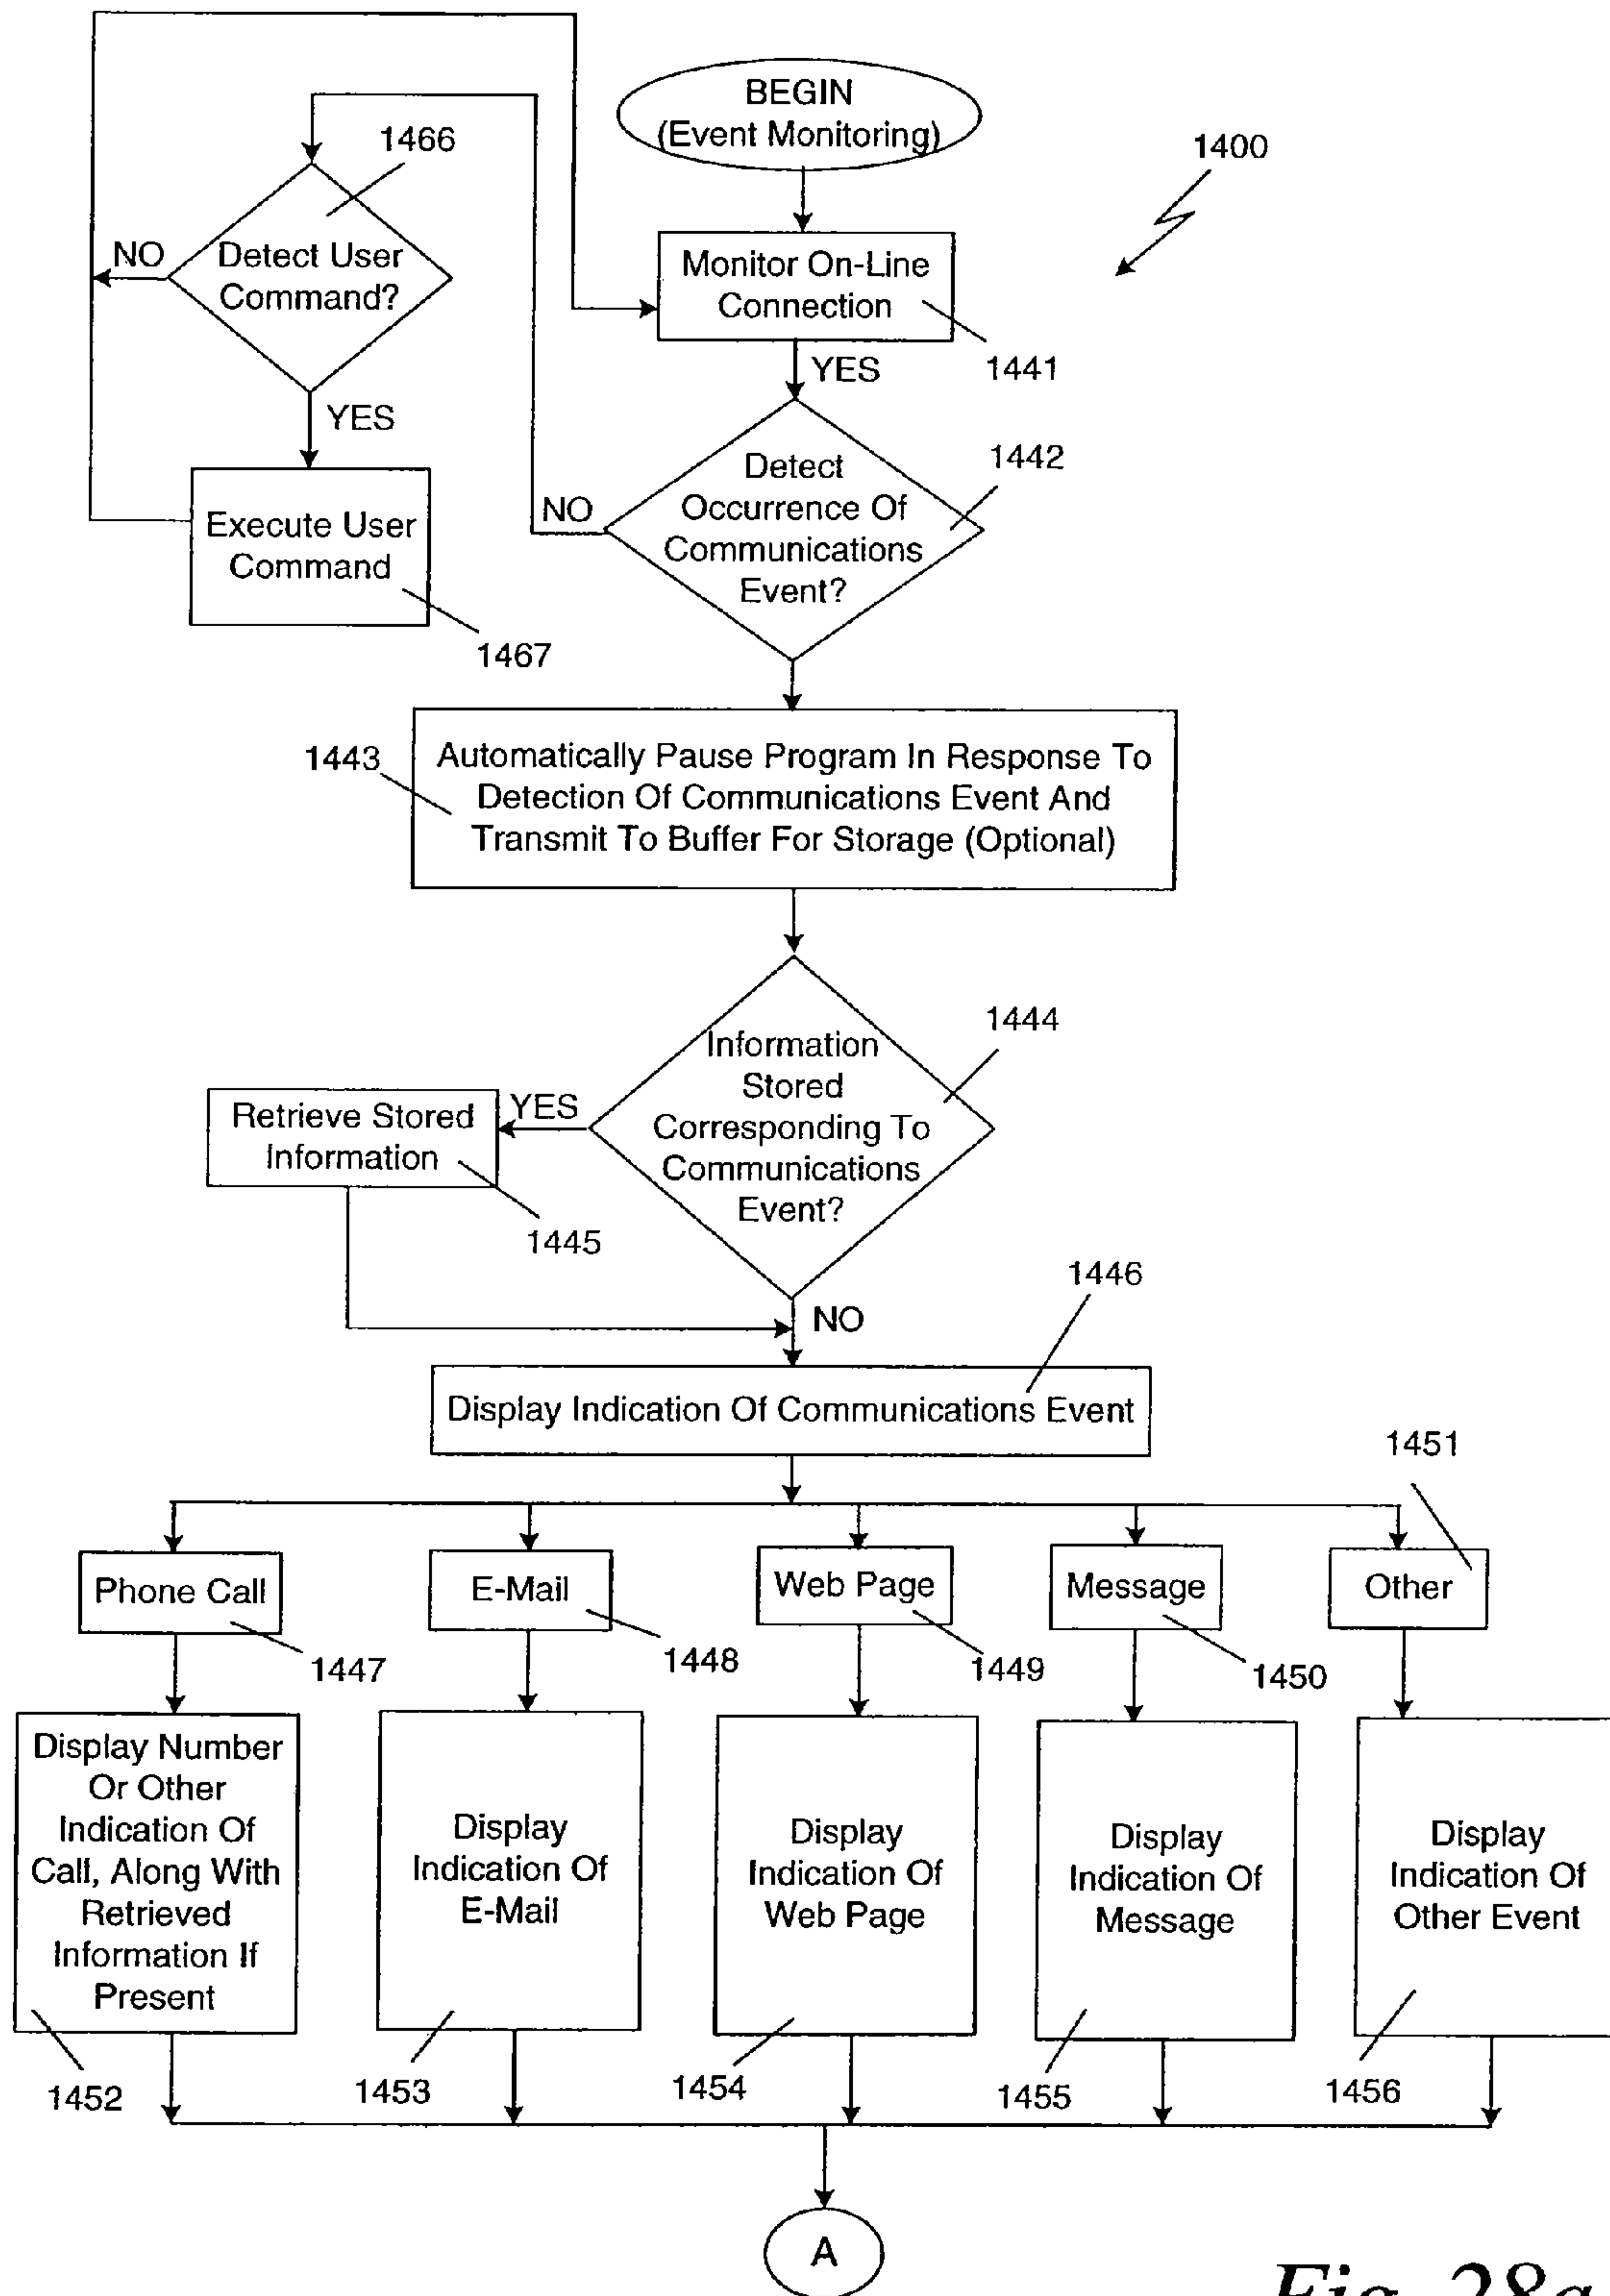 BEGIN
(Event Monitoring)
1400
1466
Detect User
Command?
NO
YES
Monitor On-Line
Connection
1441
YES
Detect
Occurrence Of
Communications
Event?
1442
NO
Execute User
Command
1467
1443
Automatically Pause Program In Response To
Detection Of Communications Event And
Transmit To Buffer For Storage (Optional)
Information
Stored
Corresponding To
Communications
Event?
1444
YES
Retrieve Stored
Information
1445
NO
1446
Display Indication Of Communications Event
1451
Phone Call
E-Mail
Web Page
Message
Other
1447
1448
1449
1450
Display Number
Or Other
Indication Of
Call, Along With
Retrieved
Information If
Present
Display
Indication Of
E-Mail
Display
Indication Of
Web Page
Display
Indication Of
Message
Display
Indication Of
Other Event
1452
1453
1454
1455
1456
A
Fig. 28a